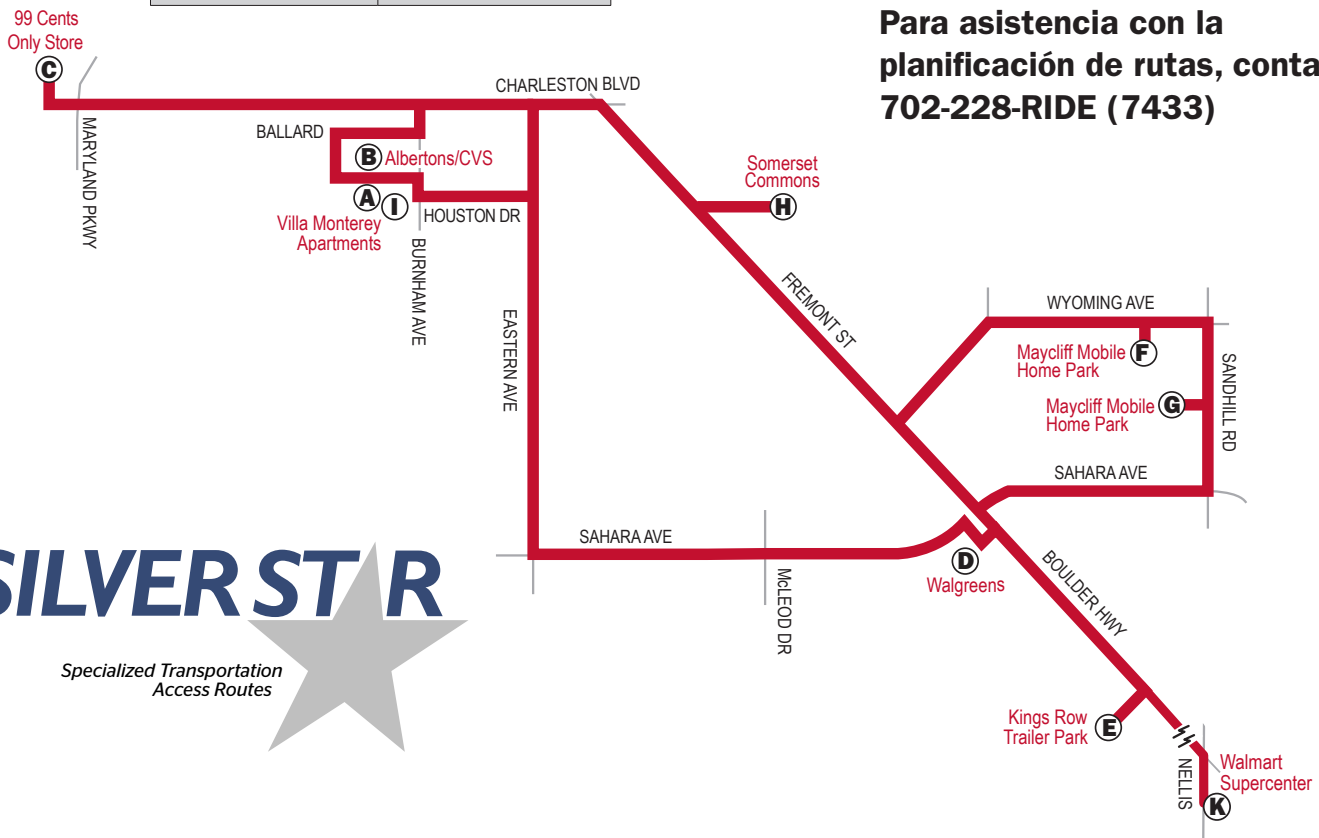 Para asistencia con la
planificación de rutas, conta
702-228-RIDE (7433)
99 Cents
Only Store
C
CHARLESTON BLVD
MARYLAND PKWY
BALLARD
B Albertons/CVS
A
I
Villa Monterey
Apartments
HOUSTON DR
BURNHAM AVE
EASTERN AVE
Somerset
Commons
H
FREMONT ST
WYOMING AVE
Maycliff Mobile
Home Park
F
Maycliff Mobile
Home Park
G
SANDHILL RD
SAHARA AVE
SAHARA AVE
McLEOD DR
D
Walgreens
BOULDER HWY
Kings Row
Trailer Park
E
NELLIS
Walmart
Supercenter
K
SILVER STAR
Specialized Transportation
Access Routes